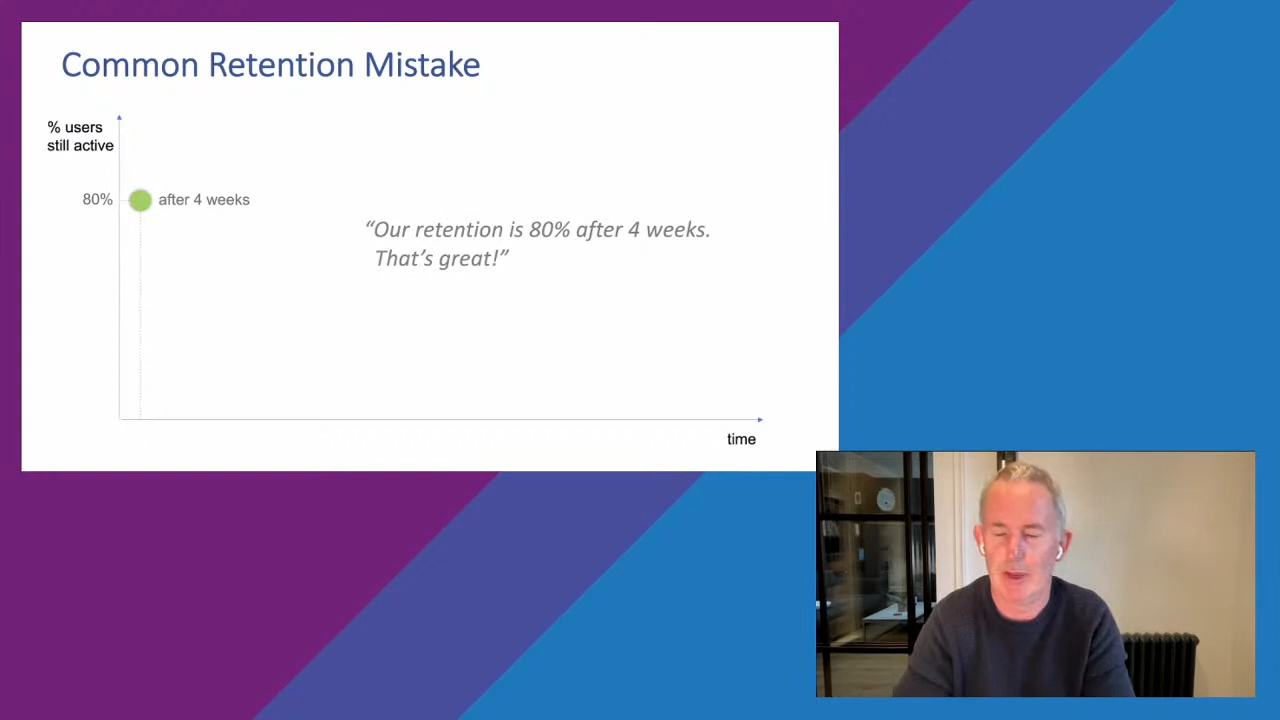 Common Retention Mistake
% users
still active
80%
after 4 weeks
“Our retention is 80% after 4 weeks.
That’s great!”
time